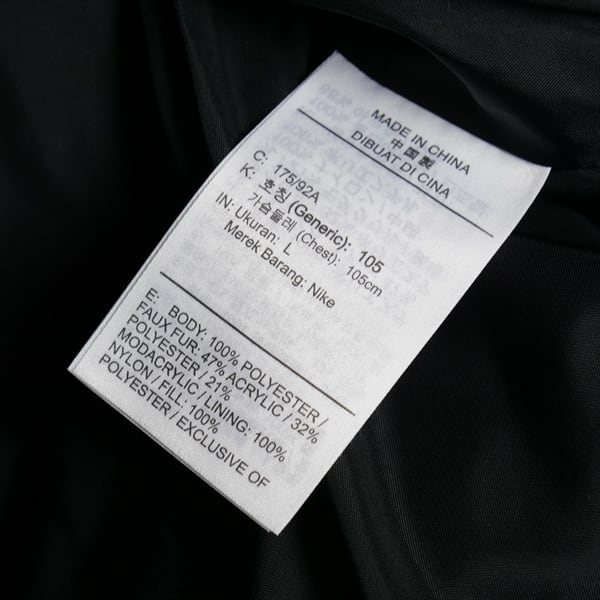 MADE IN CHINA
中国製
DIBUAT DI CINA
C: 175/92A
K: 호칭(Generic): 105
가슴둘레 (Chest): 105cm
IN: Ukuran: L
Merek Barang: Nike
E: BODY: 100% POLYESTER /
FAUX FUR: 47% ACRYLIC / 32%
POLYESTER / 21%
MODACRYLIC / LINING: 100%
NYLON / FILL: 100%
POLYESTER / EXCLUSIVE OF